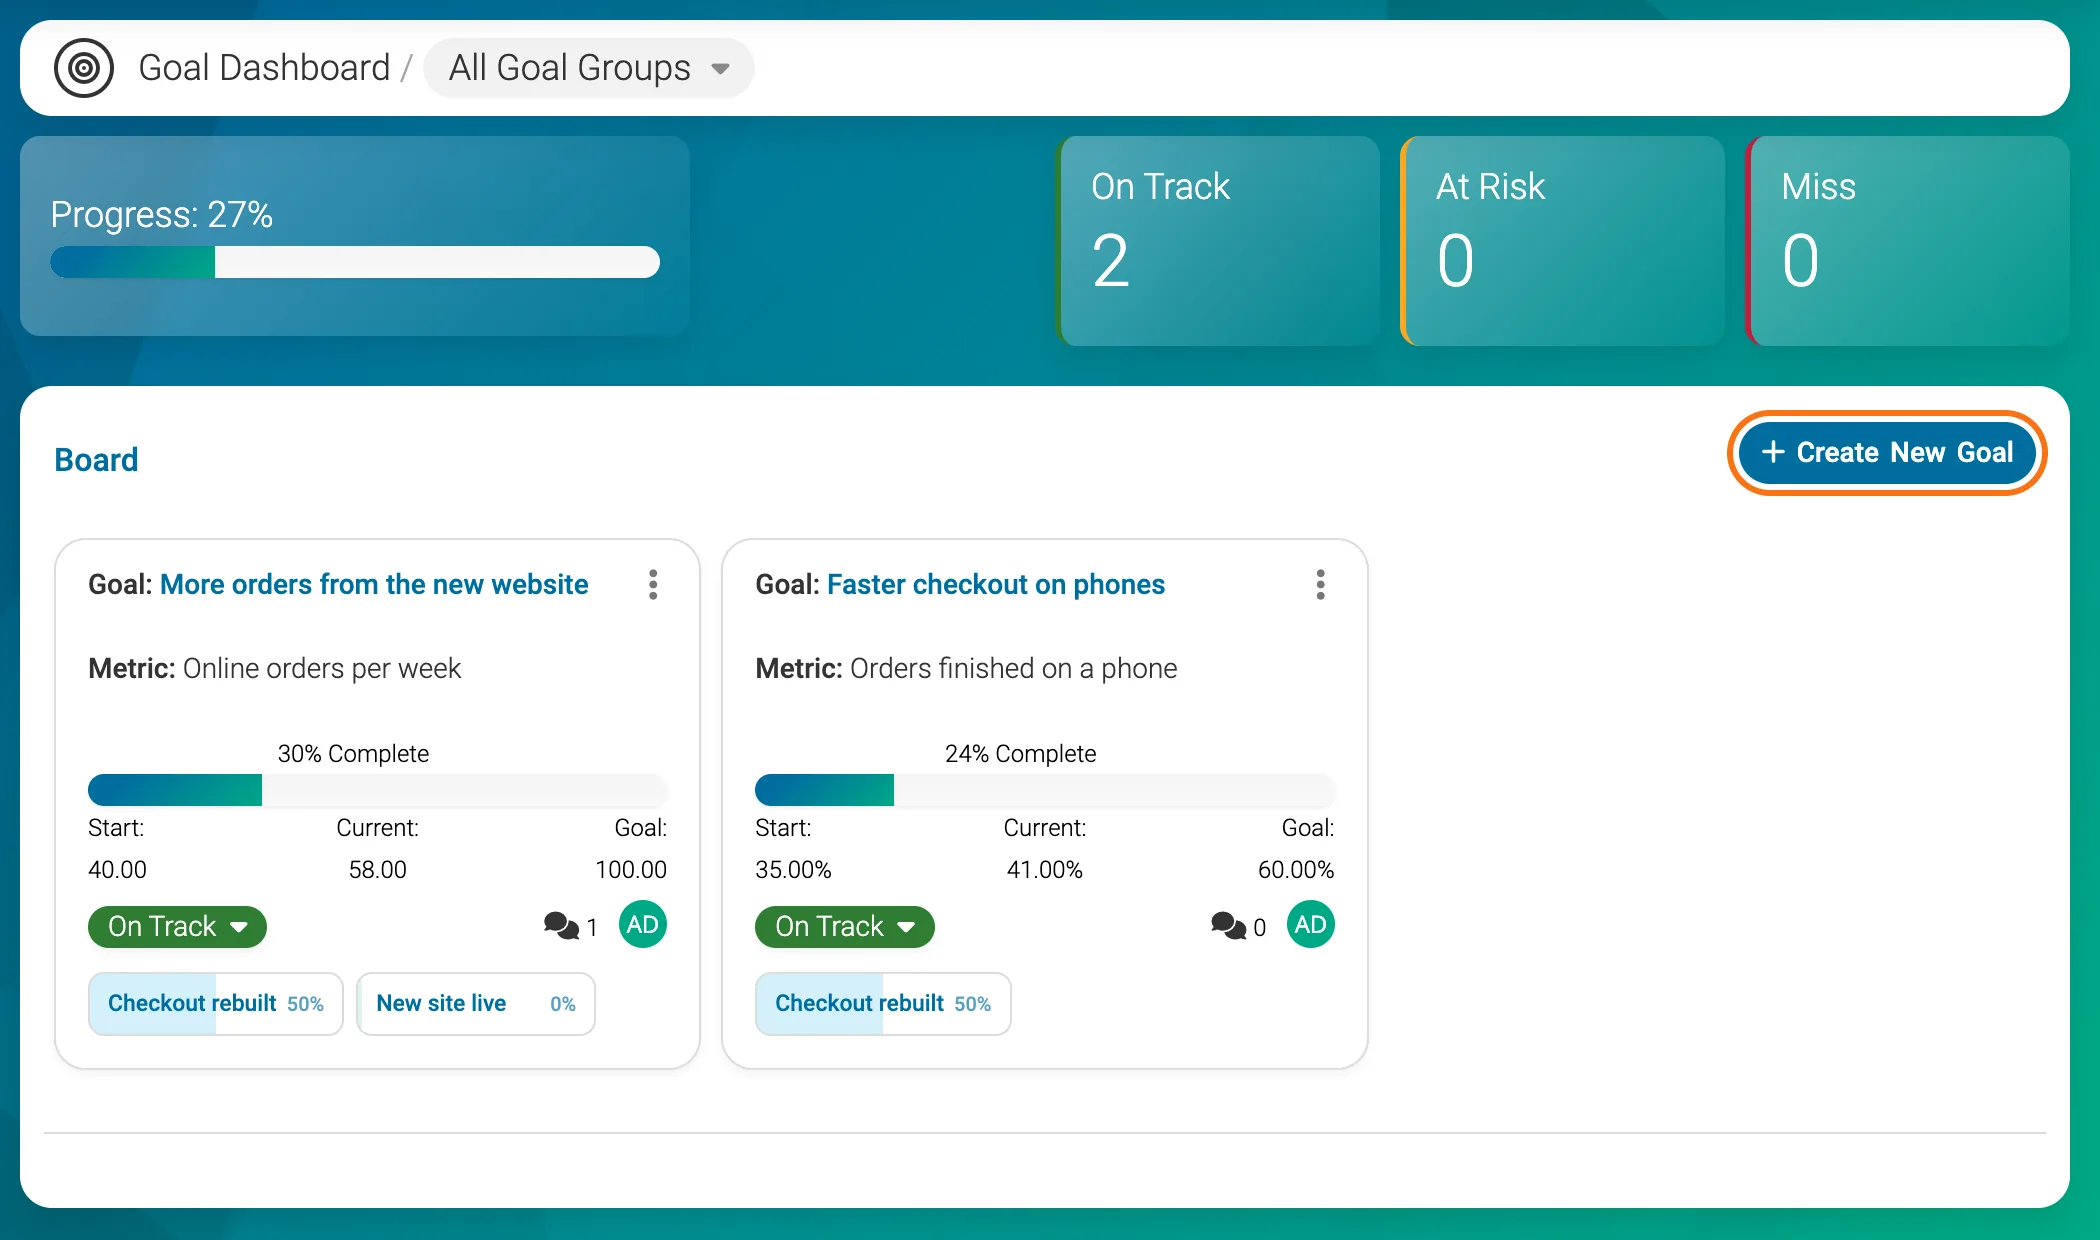 Goal Dashboard / All Goal Groups
Progress: 27%
On Track
2
At Risk
0
Miss
0
Board
+ Create New Goal
Goal: More orders from the new website
Metric: Online orders per week
30% Complete
Start: Current: Goal:
40.00 58.00 100.00
On Track 1 AD
Checkout rebuilt 50% New site live 0%
Goal: Faster checkout on phones
Metric: Orders finished on a phone
24% Complete
Start: Current: Goal:
35.00% 41.00% 60.00%
On Track 0 AD
Checkout rebuilt 50%